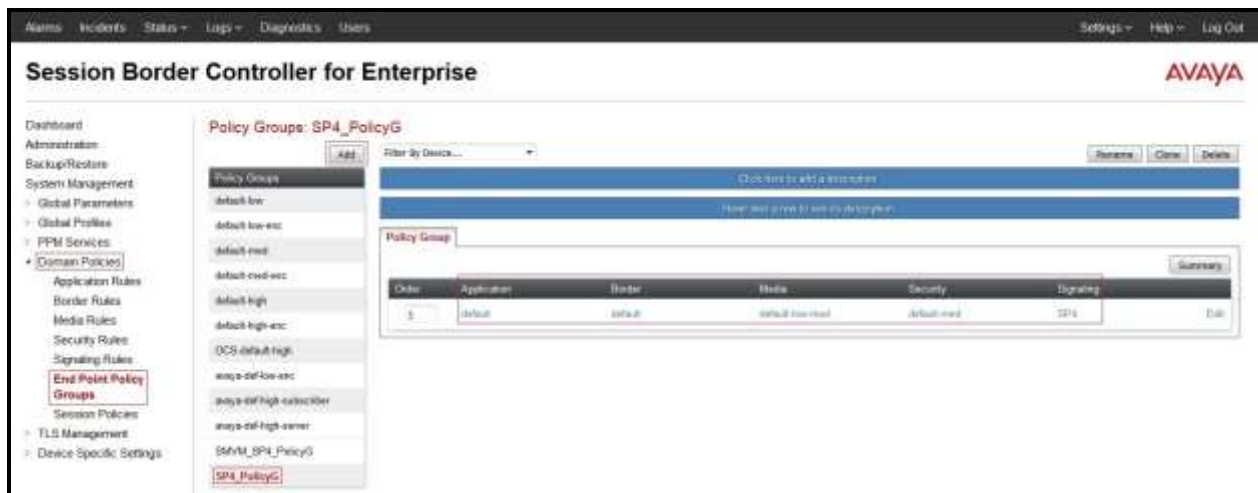 Alarms Incidents Status Logs Diagnostics Users Settings Help Log Out
Session Border Controller for Enterprise
AVAYA
Dashboard
Administration
Backup/Restore
System Management
Global Parameters
Global Profiles
PPM Services
Domain Policies
Application Rules
Border Rules
Media Rules
Security Rules
Signaling Rules
End Point Policy
Groups
Session Policies
TLS Management
Device Specific Settings
Policy Groups: SP4_PolicyG
Add
Filter By Device...
Rename Clone Delete
Policy Groups
default-low
default-low-enc
default-med
default-med-enc
default-high
default-high-enc
OCS-default-high
avaya-def-low-enc
avaya-def-high-subscriber
avaya-def-high-server
SMVM_SP4_PolicyG
SP4_PolicyG
Click here to add a description.
Hover over a row to see its description.
Policy Group
Summary
Order Application Border Media Security Signaling
default default default-low-med default-med SP4 Edit